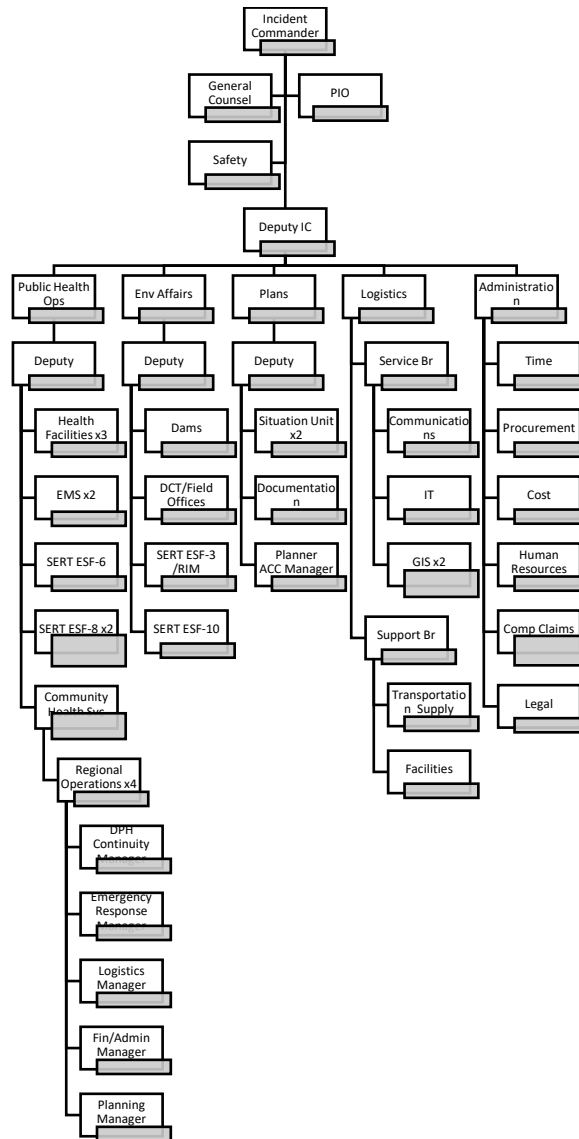 Incident
Commander
General
Counsel
PIO
Safety
Deputy IC
Public Health
Ops
Env Affairs
Plans
Logistics
Administratio
n
Deputy
Deputy
Deputy
Service Br
Time
Health
Facilities x3
Dams
Situation Unit
x2
Communicatio
ns
Procurement
EMS x2
DCT/Field
Offices
Documentatio
n
IT
Cost
SERT ESF-6
SERT ESF-3
/RIM
Planner
ACC Manager
GIS x2
Human
Resources
SERT ESF-8 x2
SERT ESF-10
Support Br
Comp Claims
Community
Health Svc
Transportatio
n  Supply
Legal
Regional
Operations x4
Facilities
DPH
Continuity
Manager
Emergency
Response
Manager
Logistics
Manager
Fin/Admin
Manager
Planning
Manager